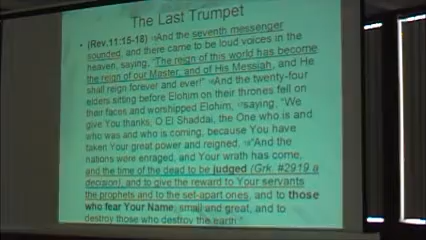 The Last Trumpet
• (Rev.11:15-18) 15And the seventh messenger
sounded, and there came to be loud voices in the
heaven, saying, "The reign of this world has become
the reign of our Master, and of His Messiah, and He
shall reign forever and ever!" 16And the twenty-four
elders sitting before Elohim on their thrones fell on
their faces and worshipped Elohim, 17saying, "We
give You thanks, O El Shaddai, the One who is and
who was and who is coming, because You have
taken Your great power and reigned. 18"And the
nations were enraged, and Your wrath has come,
and the time of the dead to be judged (Grk. #2919 a
decision), and to give the reward to Your servants
the prophets and to the set-apart ones, and to those
who fear Your Name, small and great, and to
destroy those who destroy the earth."